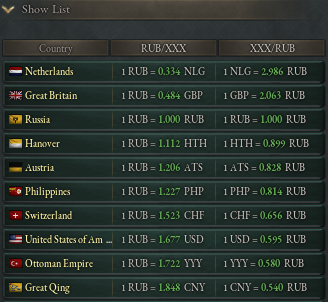 Show List
Country RUB/XXX XXX/RUB
Netherlands 1 RUB = 0.334 NLG 1 NLG = 2.986 RUB
Great Britain 1 RUB = 0.484 GBP 1 GBP = 2.063 RUB
Russia 1 RUB = 1.000 RUB 1 RUB = 1.000 RUB
Hanover 1 RUB = 1.112 HTH 1 HTH = 0.899 RUB
Austria 1 RUB = 1.206 ATS 1 ATS = 0.828 RUB
Philippines 1 RUB = 1.227 PHP 1 PHP = 0.814 RUB
Switzerland 1 RUB = 1.523 CHF 1 CHF = 0.656 RUB
United States of Am ... 1 RUB = 1.677 USD 1 USD = 0.595 RUB
Ottoman Empire 1 RUB = 1.722 YYY 1 YYY = 0.580 RUB
Great Qing 1 RUB = 1.848 CNY 1 CNY = 0.540 RUB